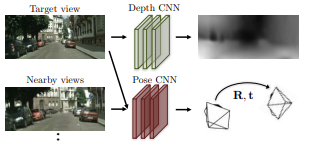 Target view
Depth CNN
Nearby views
Pose CNN
R, t